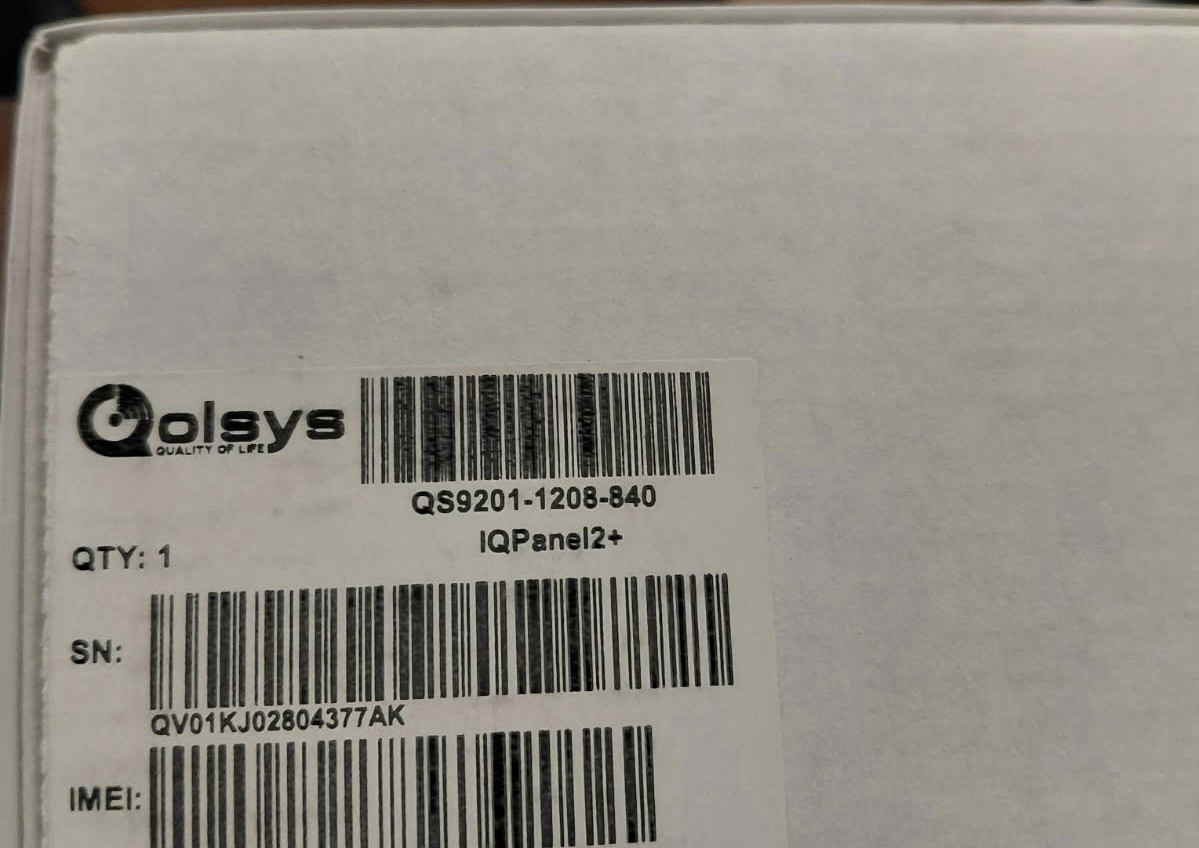 Qolsys
QUALITY OF LIFE
QS9201-1208-840
IQPanel2+
QTY: 1
SN:
QV01KJ02804377AK
IMEI: